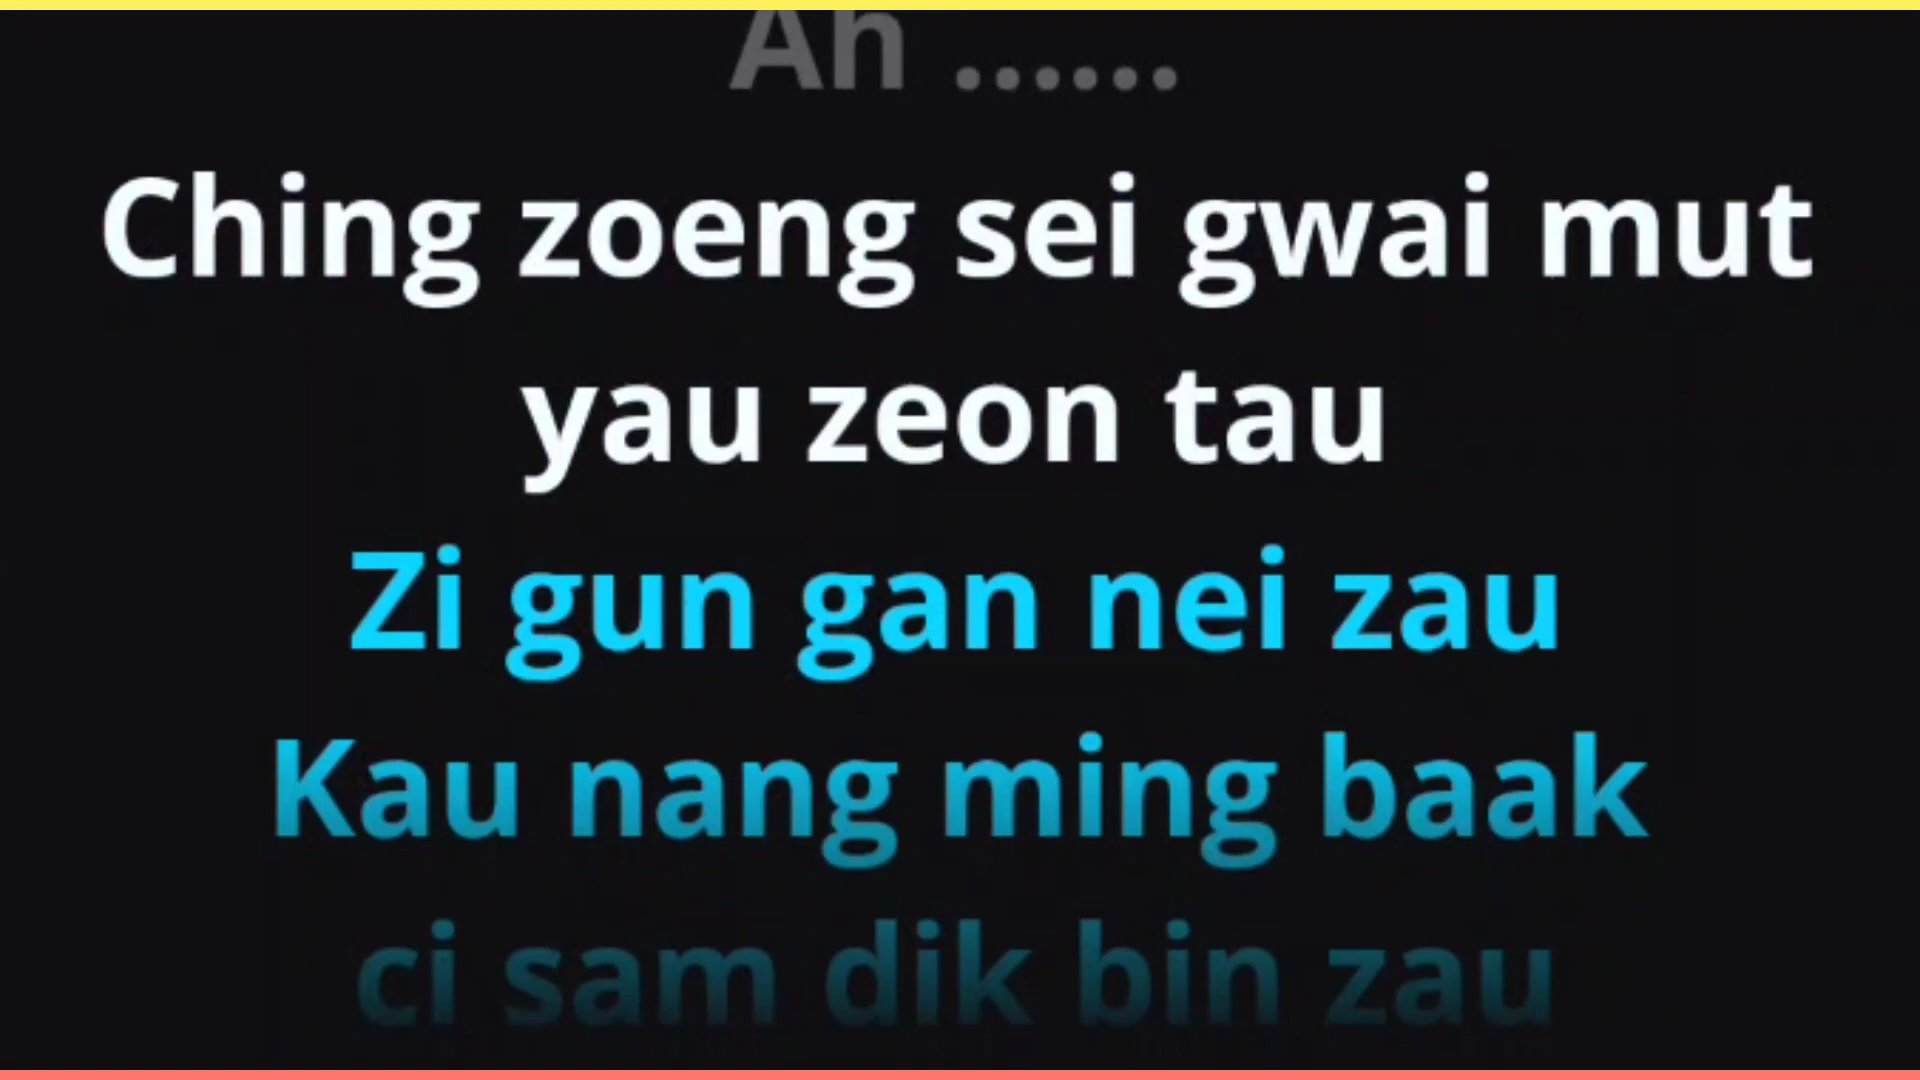 Ah ......
Ching zoeng sei gwai mut
yau zeon tau
Zi gun gan nei zau
Kau nang ming baak
ci sam dik bin zau